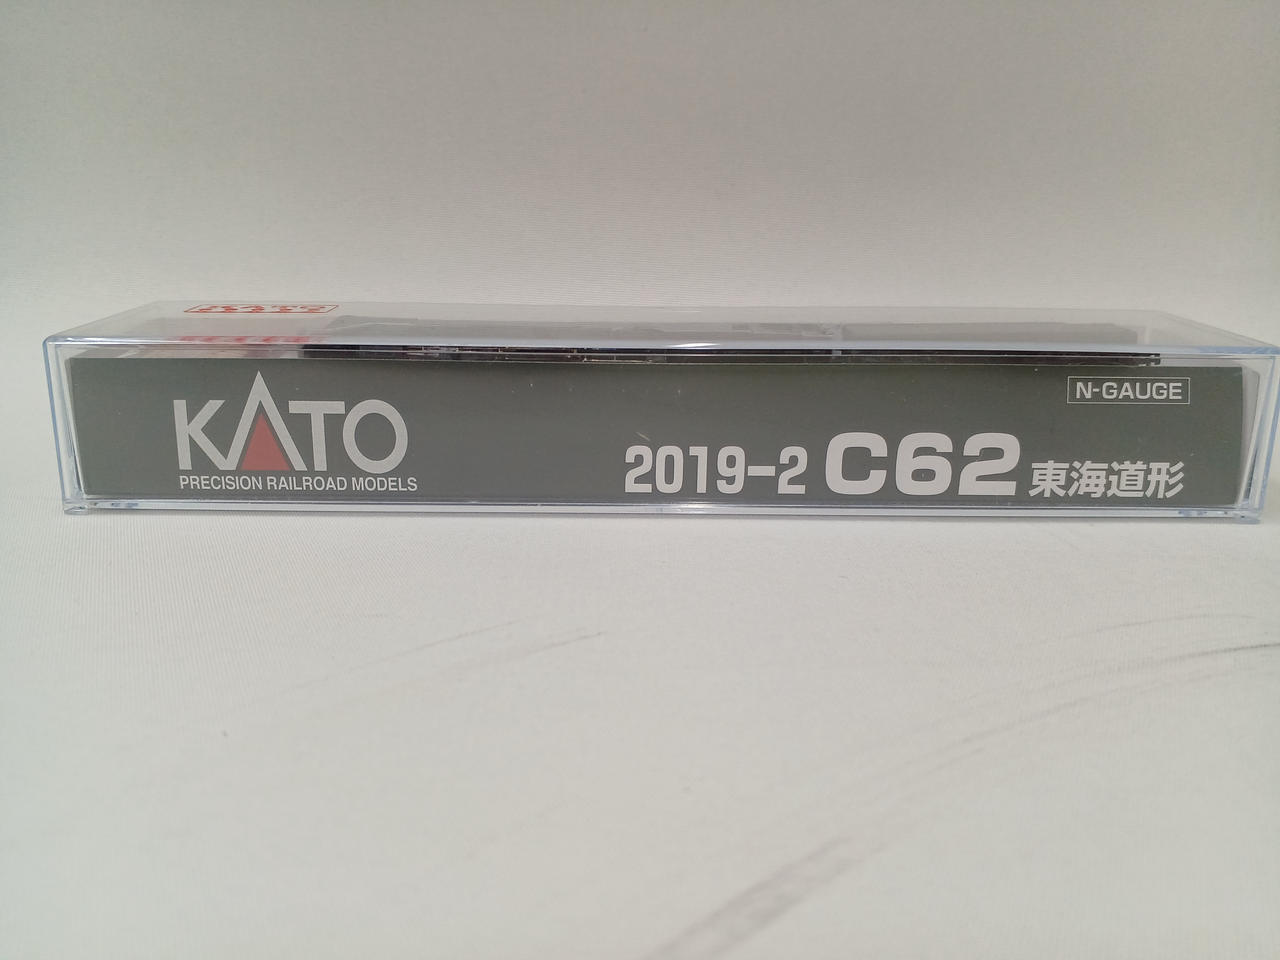 KATO
PRECISION RAILROAD MODELS
N-GAUGE
2019-2 C62 東海道形